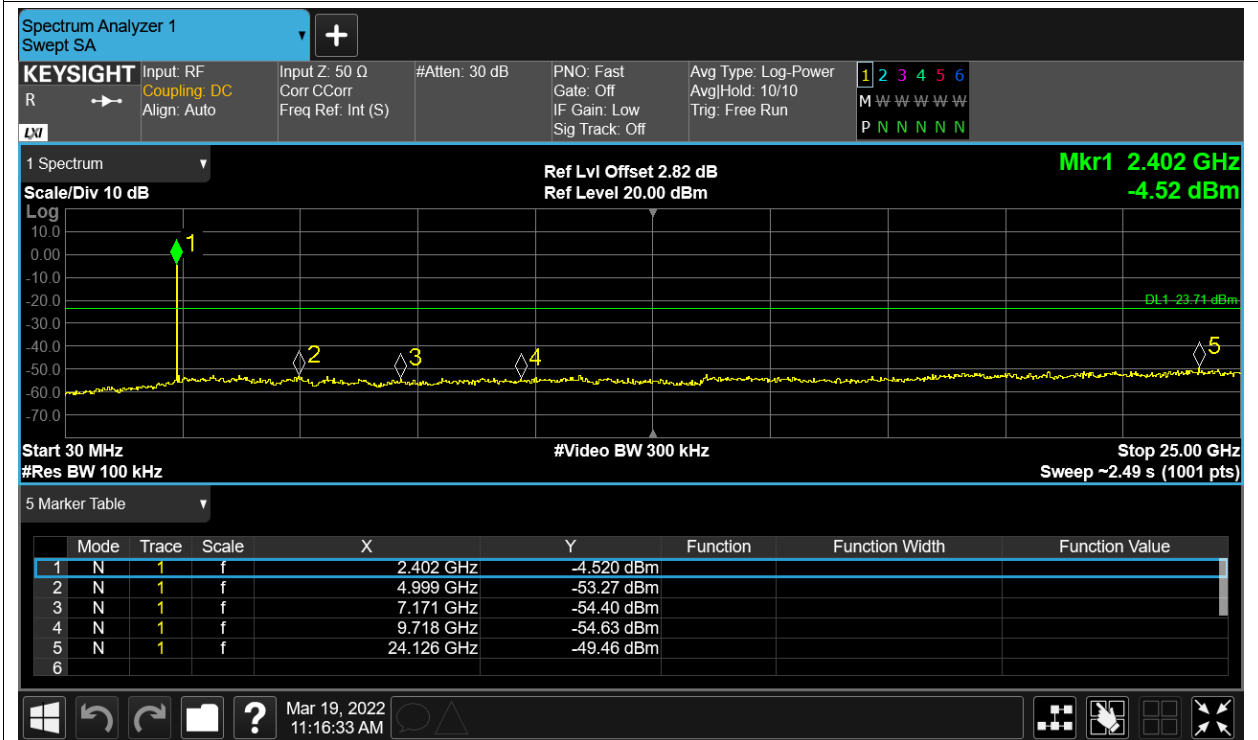 Spectrum Analyzer 1
Swept SA
KEYSIGHT
R
LXI
Input: RF
Coupling: DC
Align: Auto
Input Z: 50 Ω
Corr CCorr
Freq Ref: Int (S)
#Atten: 30 dB
PNO: Fast
Gate: Off
IF Gain: Low
Sig Track: Off
Avg Type: Log-Power
Avg|Hold: 10/10
Trig: Free Run
1 2 3 4 5 6
M W W W W W
P N N N N N
1 Spectrum
Scale/Div 10 dB
Ref Lvl Offset 2.82 dB
Ref Level 20.00 dBm
Mkr1 2.402 GHz
-4.52 dBm
Log
10.0
0.00
-10.0
-20.0
-30.0
-40.0
-50.0
-60.0
-70.0
1
2
3
4
5
DL1 -23.71 dBm
Start 30 MHz
#Res BW 100 kHz
#Video BW 300 kHz
Stop 25.00 GHz
Sweep ~2.49 s (1001 pts)
5 Marker Table
Mode Trace Scale X Y Function Function Width Function Value
1 N 1 f 2.402 GHz -4.520 dBm
2 N 1 f 4.999 GHz -53.27 dBm
3 N 1 f 7.171 GHz -54.40 dBm
4 N 1 f 9.718 GHz -54.63 dBm
5 N 1 f 24.126 GHz -49.46 dBm
6
?
Mar 19, 2022
11:16:33 AM